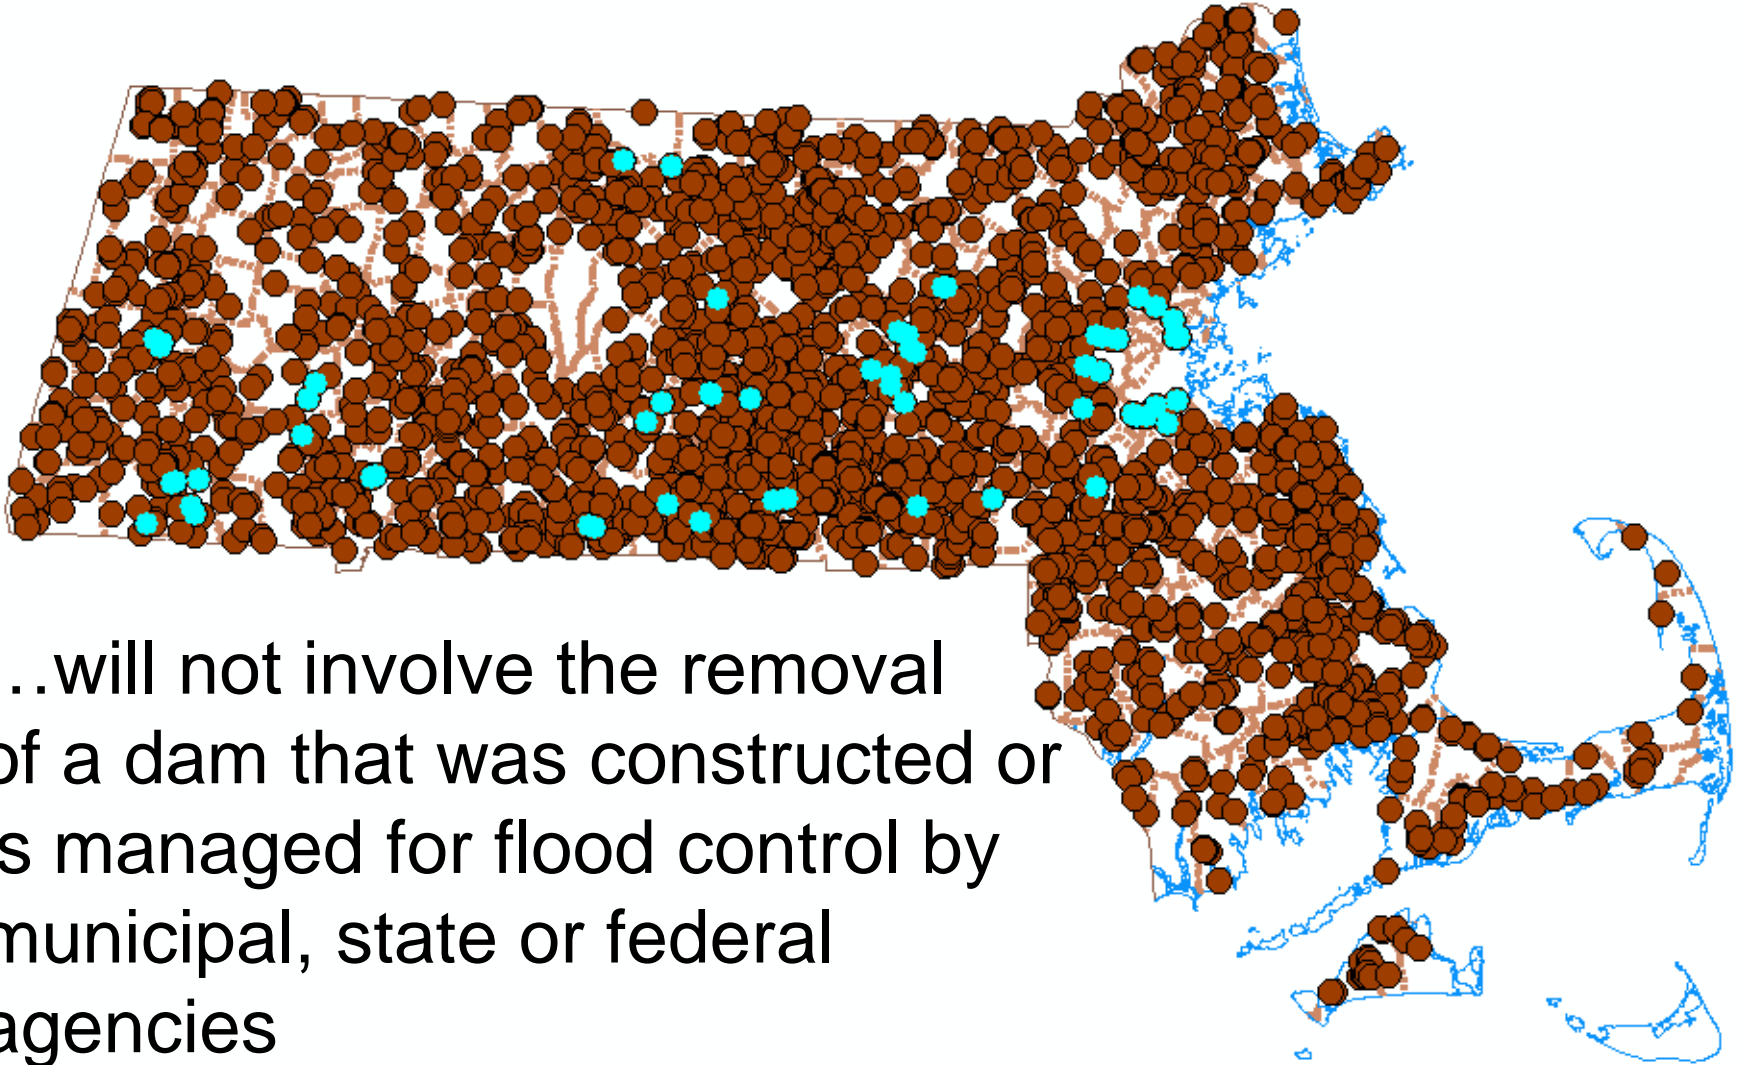 …will not involve the removal
of a dam that was constructed or
s managed for flood control by
municipal, state or federal
agencies